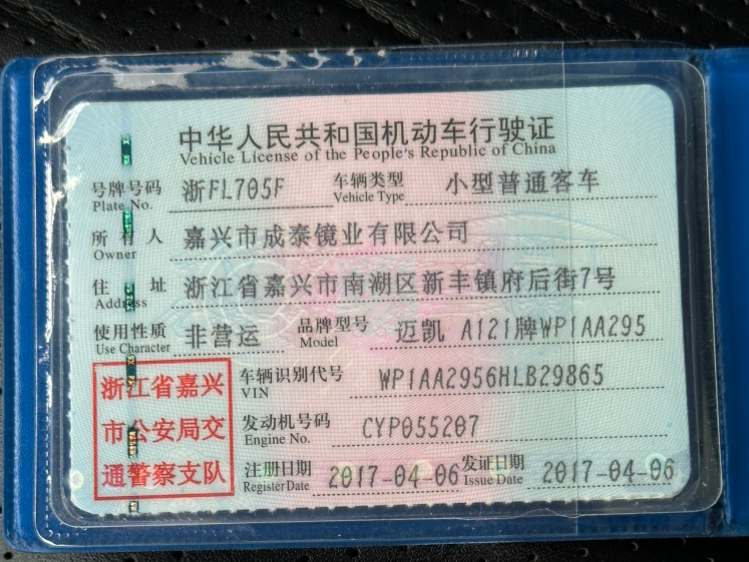 中华人民共和国机动车行驶证
Vehicle License of the People's Republic of China
号牌号码 浙FL705F 车辆类型 小型普通客车
Plate No. Vehicle Type
所有人 嘉兴市成泰镜业有限公司
Owner
住址 浙江省嘉兴市南湖区新丰镇府后街7号
Address
使用性质 非营运 品牌型号 迈凯 A121牌WP1AA295
Use Character Model
浙江省嘉兴
市公安局交
通警察支队
车辆识别代号 WP1AA2956HLB29865
VIN
发动机号码 CYP055207
Engine No.
注册日期 2017-04-06 发证日期 2017-04-06
Register Date Issue Date